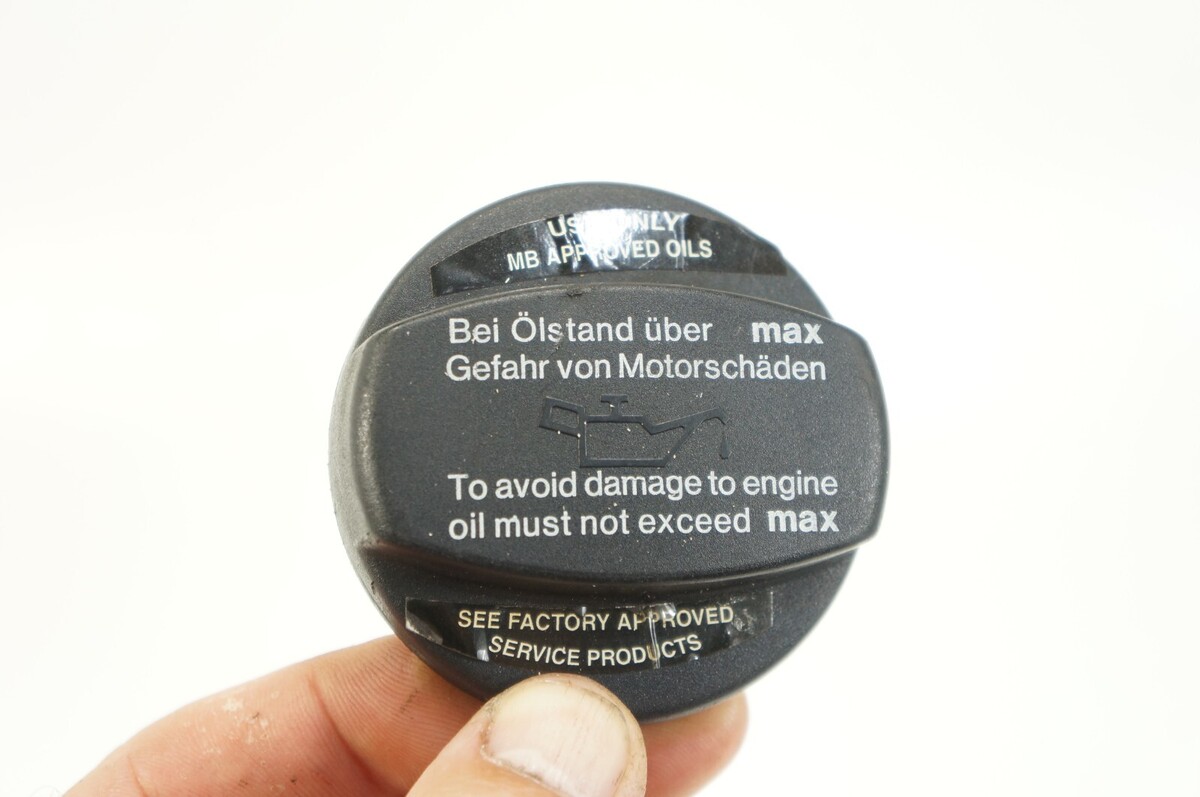 USE ONLY
MB APPROVED OILS
Bei Ölstand über max
Gefahr von Motorschäden
To avoid damage to engine
oil must not exceed max
SEE FACTORY APPROVED
SERVICE PRODUCTS